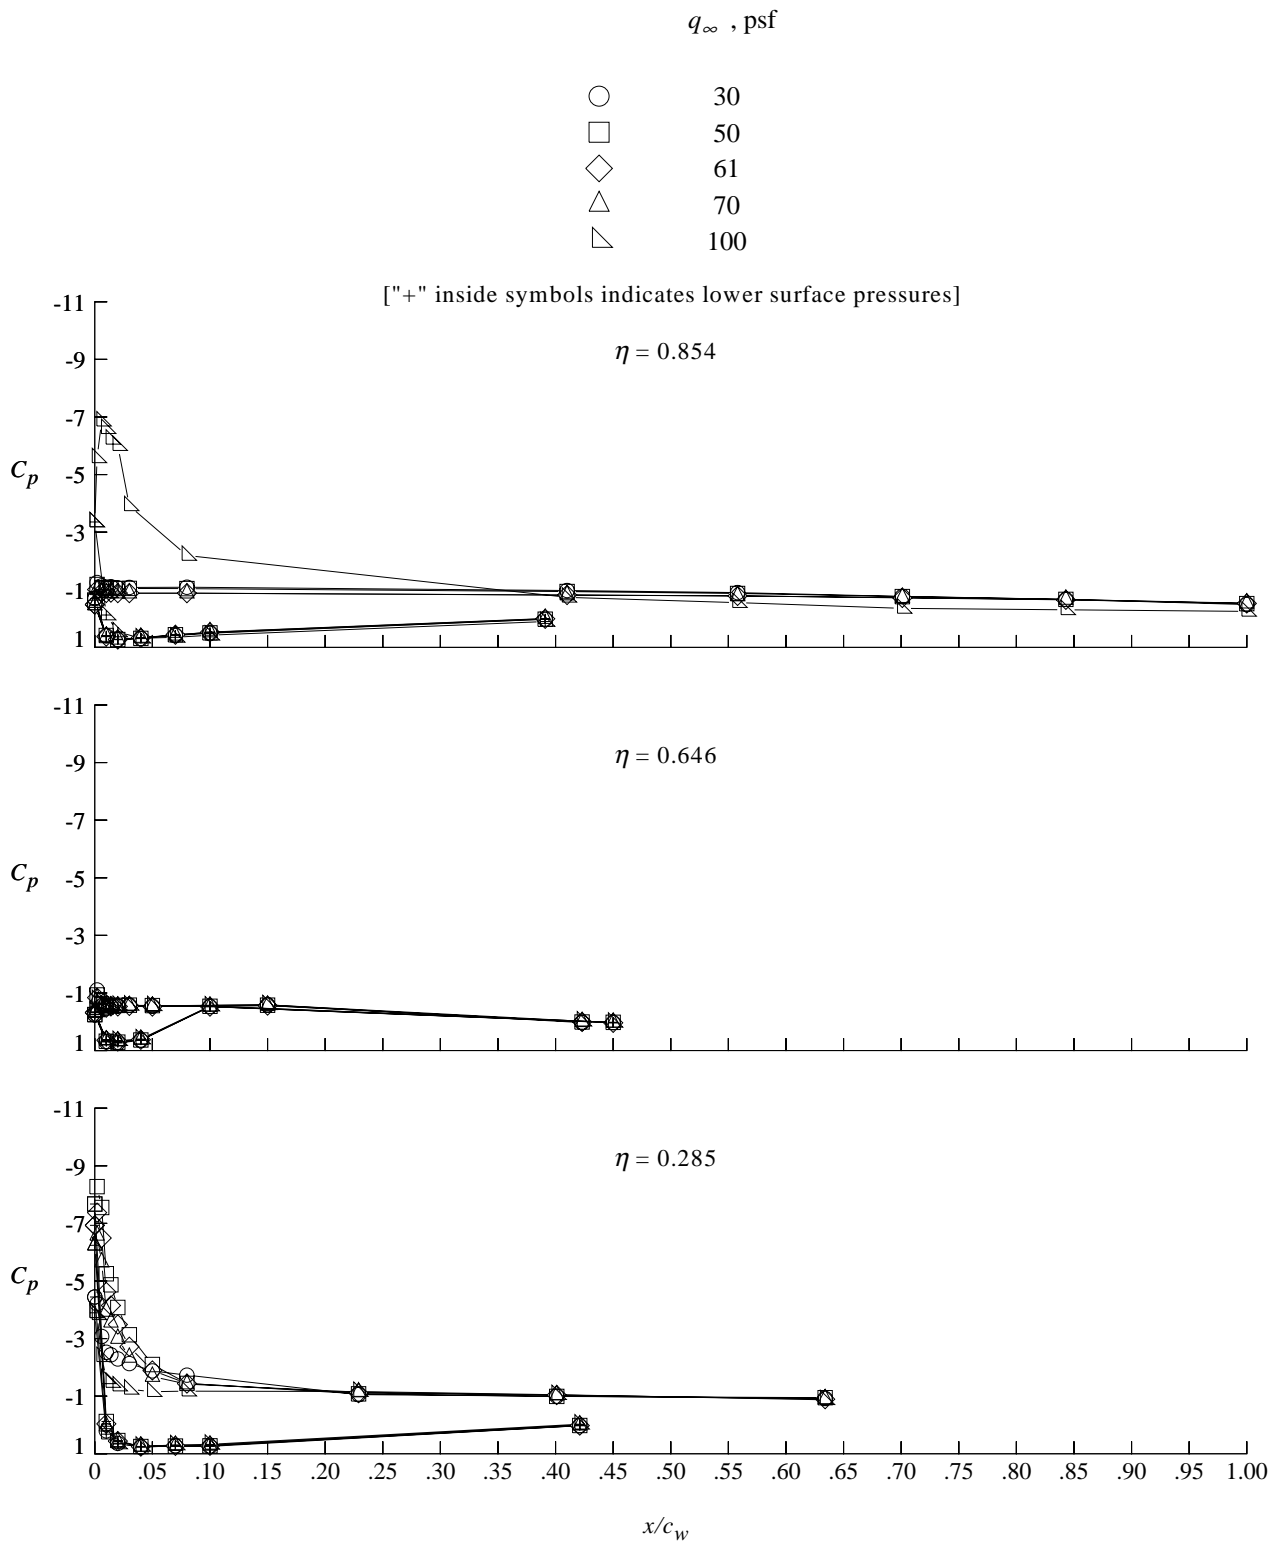 q∞ , psf
30
50
61
70
100
["+" inside symbols indicates lower surface pressures]
η = 0.854
-11
-9
-7
-5
-3
-1
1
Cp
η = 0.646
-11
-9
-7
-5
-3
-1
1
Cp
η = 0.285
-11
-9
-7
-5
-3
-1
1
Cp
0 .05 .10 .15 .20 .25 .30 .35 .40 .45 .50 .55 .60 .65 .70 .75 .80 .85 .90 .95 1.00
x/cw